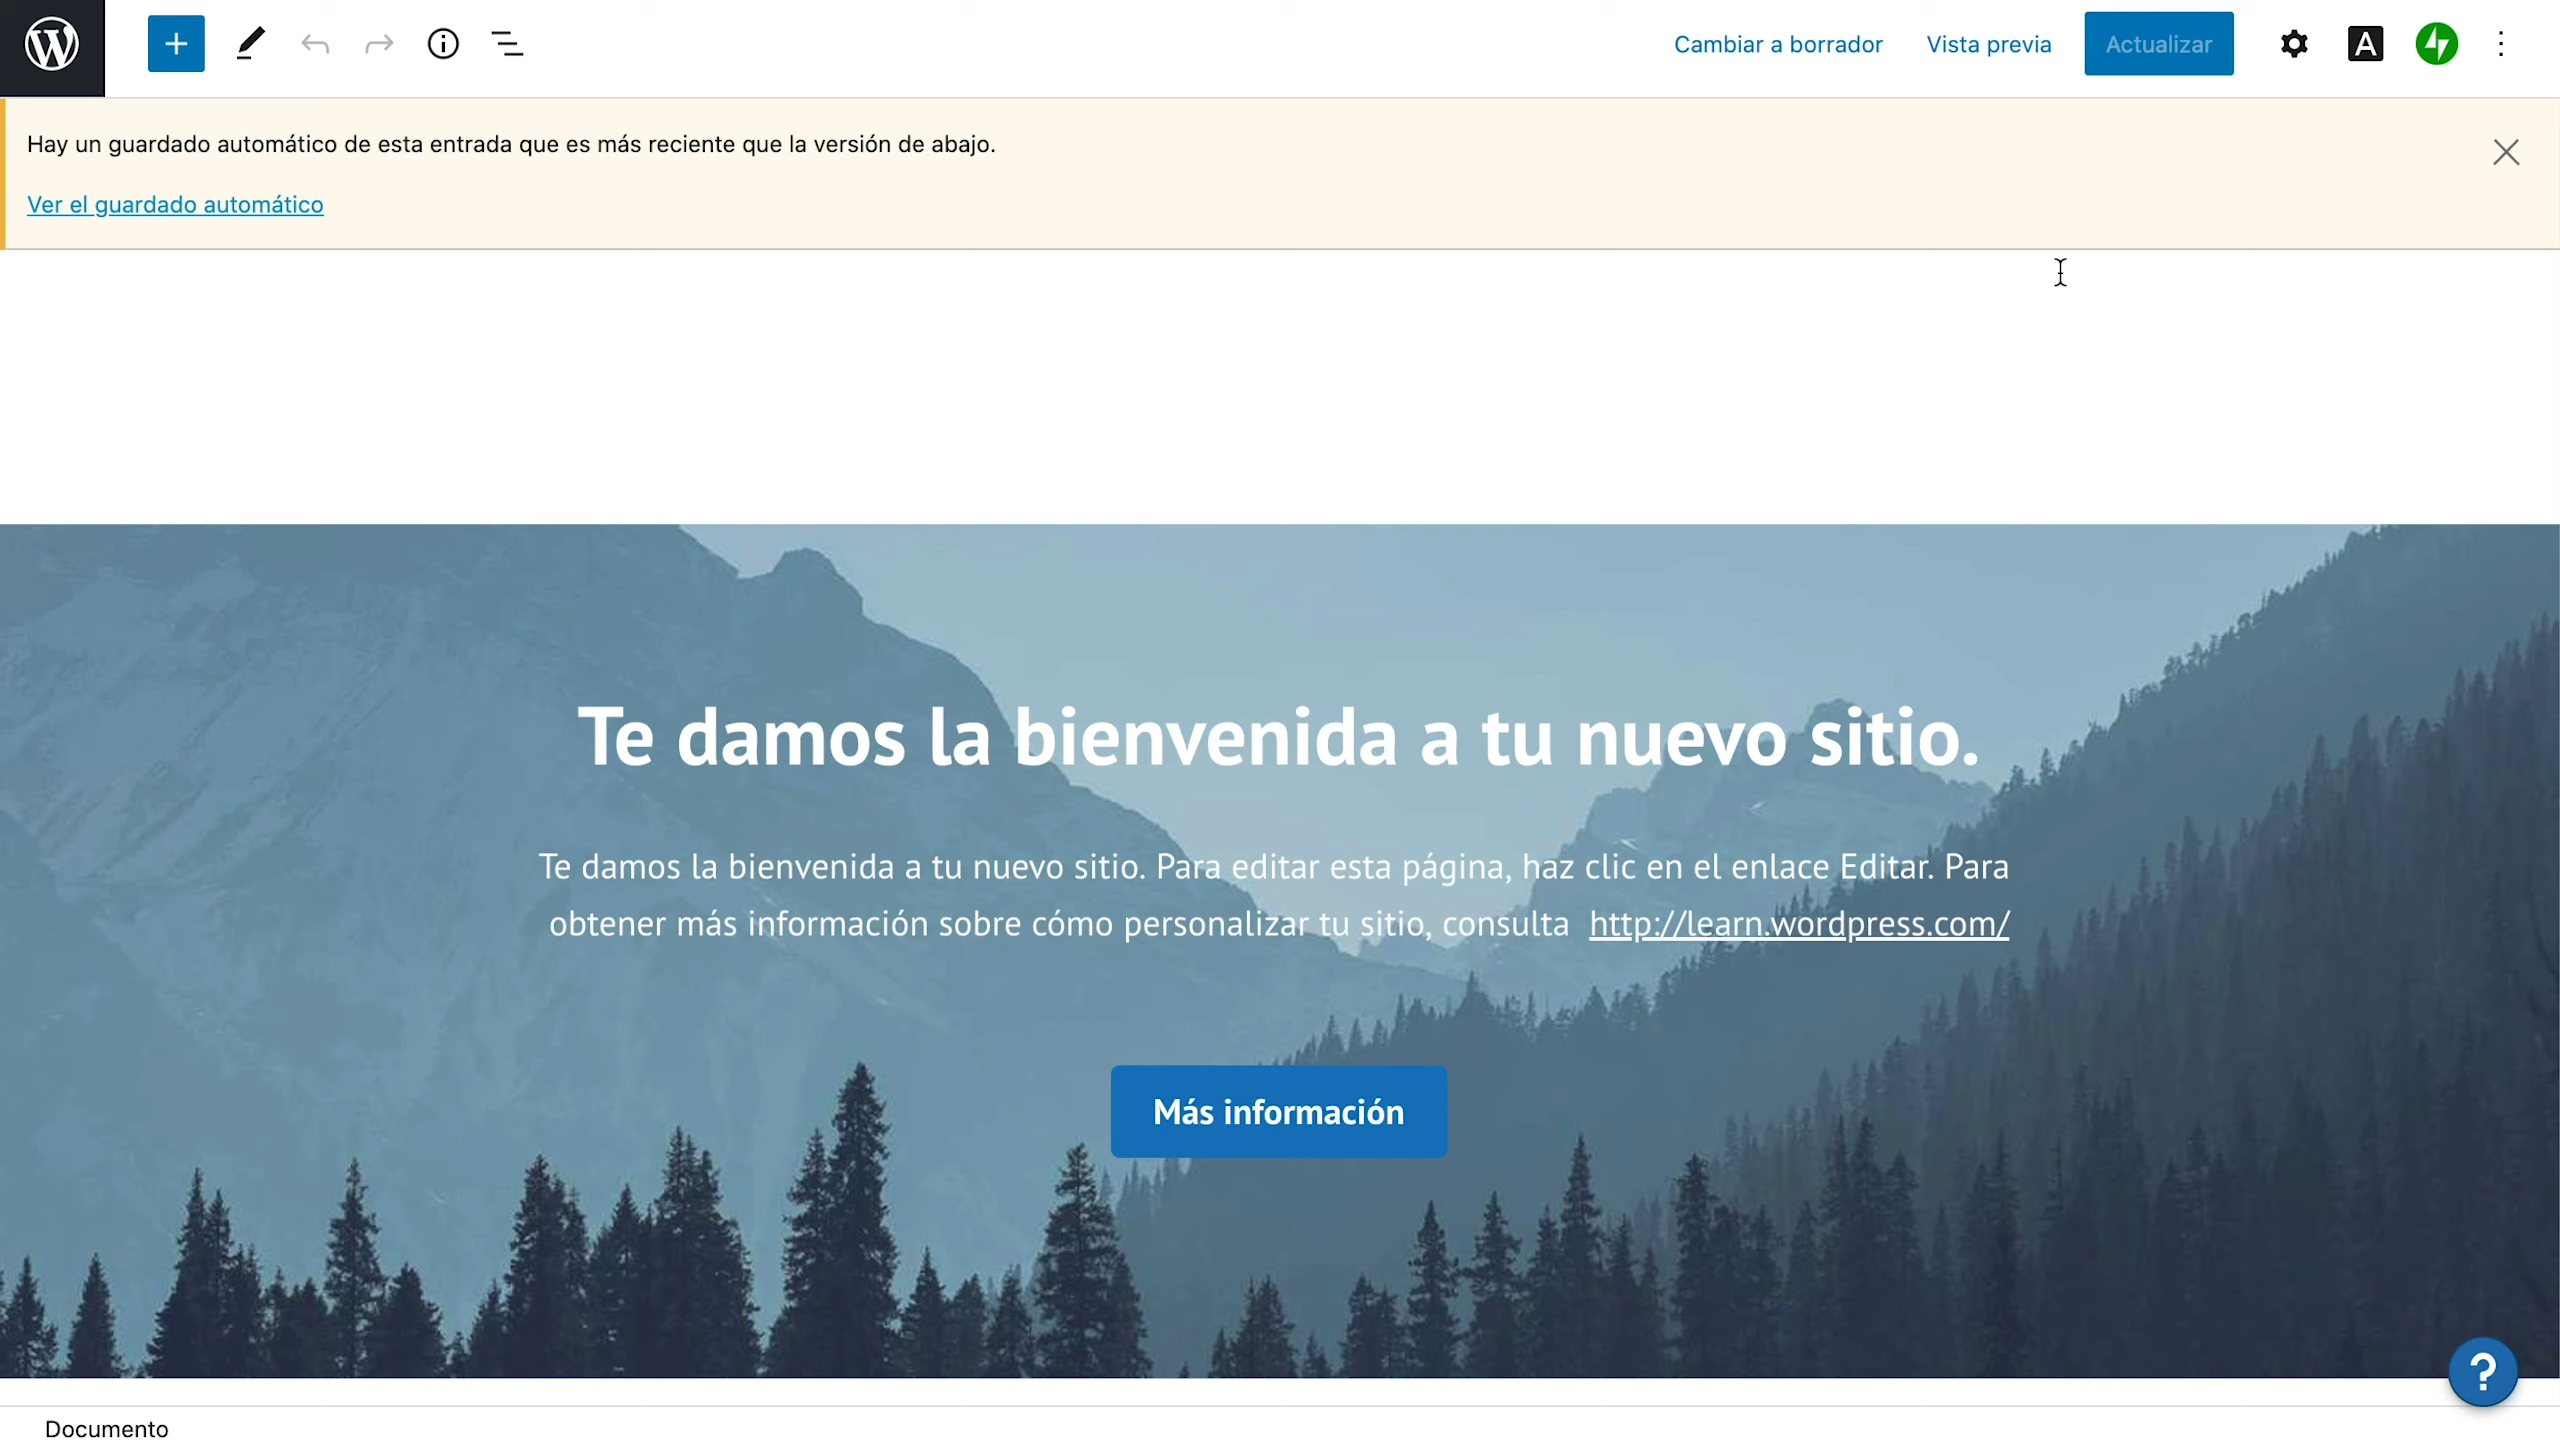 Cambiar a borrador Vista previa Actualizar A
Hay un guardado automático de esta entrada que es más reciente que la versión de abajo.
Ver el guardado automático
Te damos la bienvenida a tu nuevo sitio.
Te damos la bienvenida a tu nuevo sitio. Para editar esta página, haz clic en el enlace Editar. Para
obtener más información sobre cómo personalizar tu sitio, consulta http://learn.wordpress.com/
Más información
?
Documento